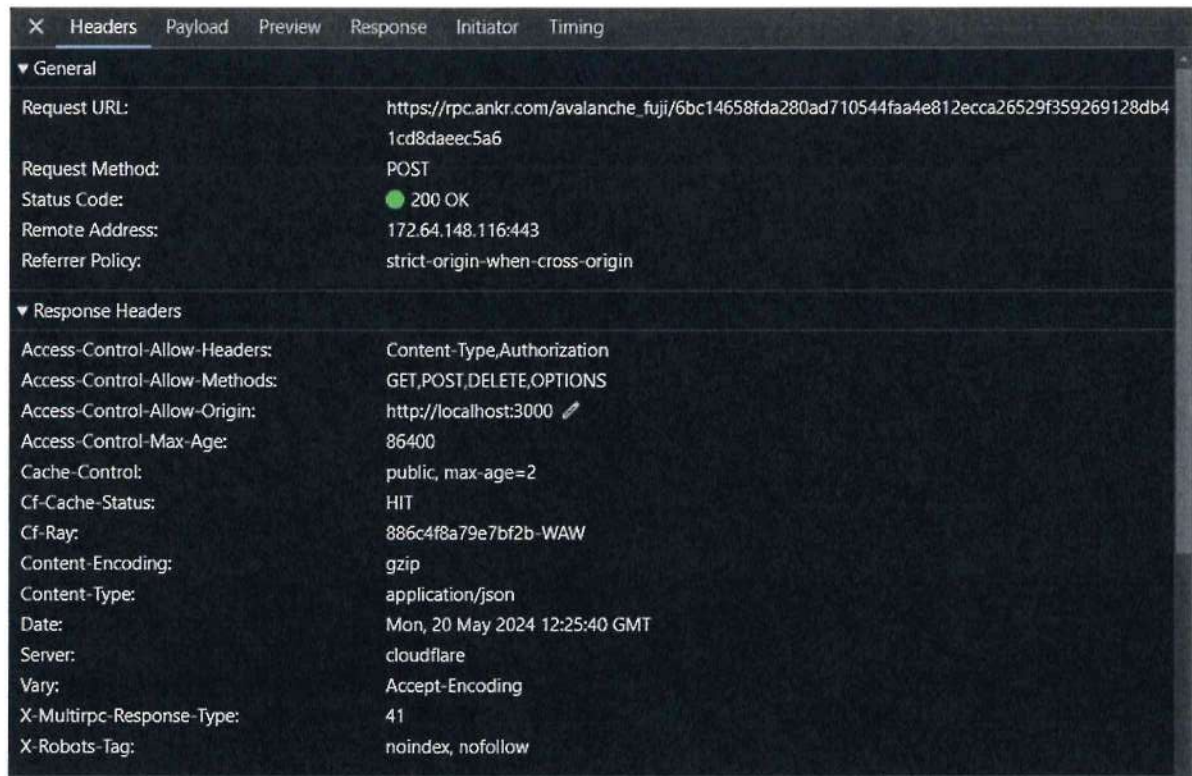 × Headers Payload Preview Response Initiator Timing
▼ General
Request URL: https://rpc.ankr.com/avalanche_fuji/6bc14658fda280ad710544faa4e812ecca26529f359269128db4
1cd8daeec5a6
Request Method: POST
Status Code: 200 OK
Remote Address: 172.64.148.116:443
Referrer Policy: strict-origin-when-cross-origin
▼ Response Headers
Access-Control-Allow-Headers: Content-Type,Authorization
Access-Control-Allow-Methods: GET,POST,DELETE,OPTIONS
Access-Control-Allow-Origin: http://localhost:3000
Access-Control-Max-Age: 86400
Cache-Control: public, max-age=2
Cf-Cache-Status: HIT
Cf-Ray: 886c4f8a79e7bf2b-WAW
Content-Encoding: gzip
Content-Type: application/json
Date: Mon, 20 May 2024 12:25:40 GMT
Server: cloudflare
Vary: Accept-Encoding
X-Multirpc-Response-Type: 41
X-Robots-Tag: noindex, nofollow